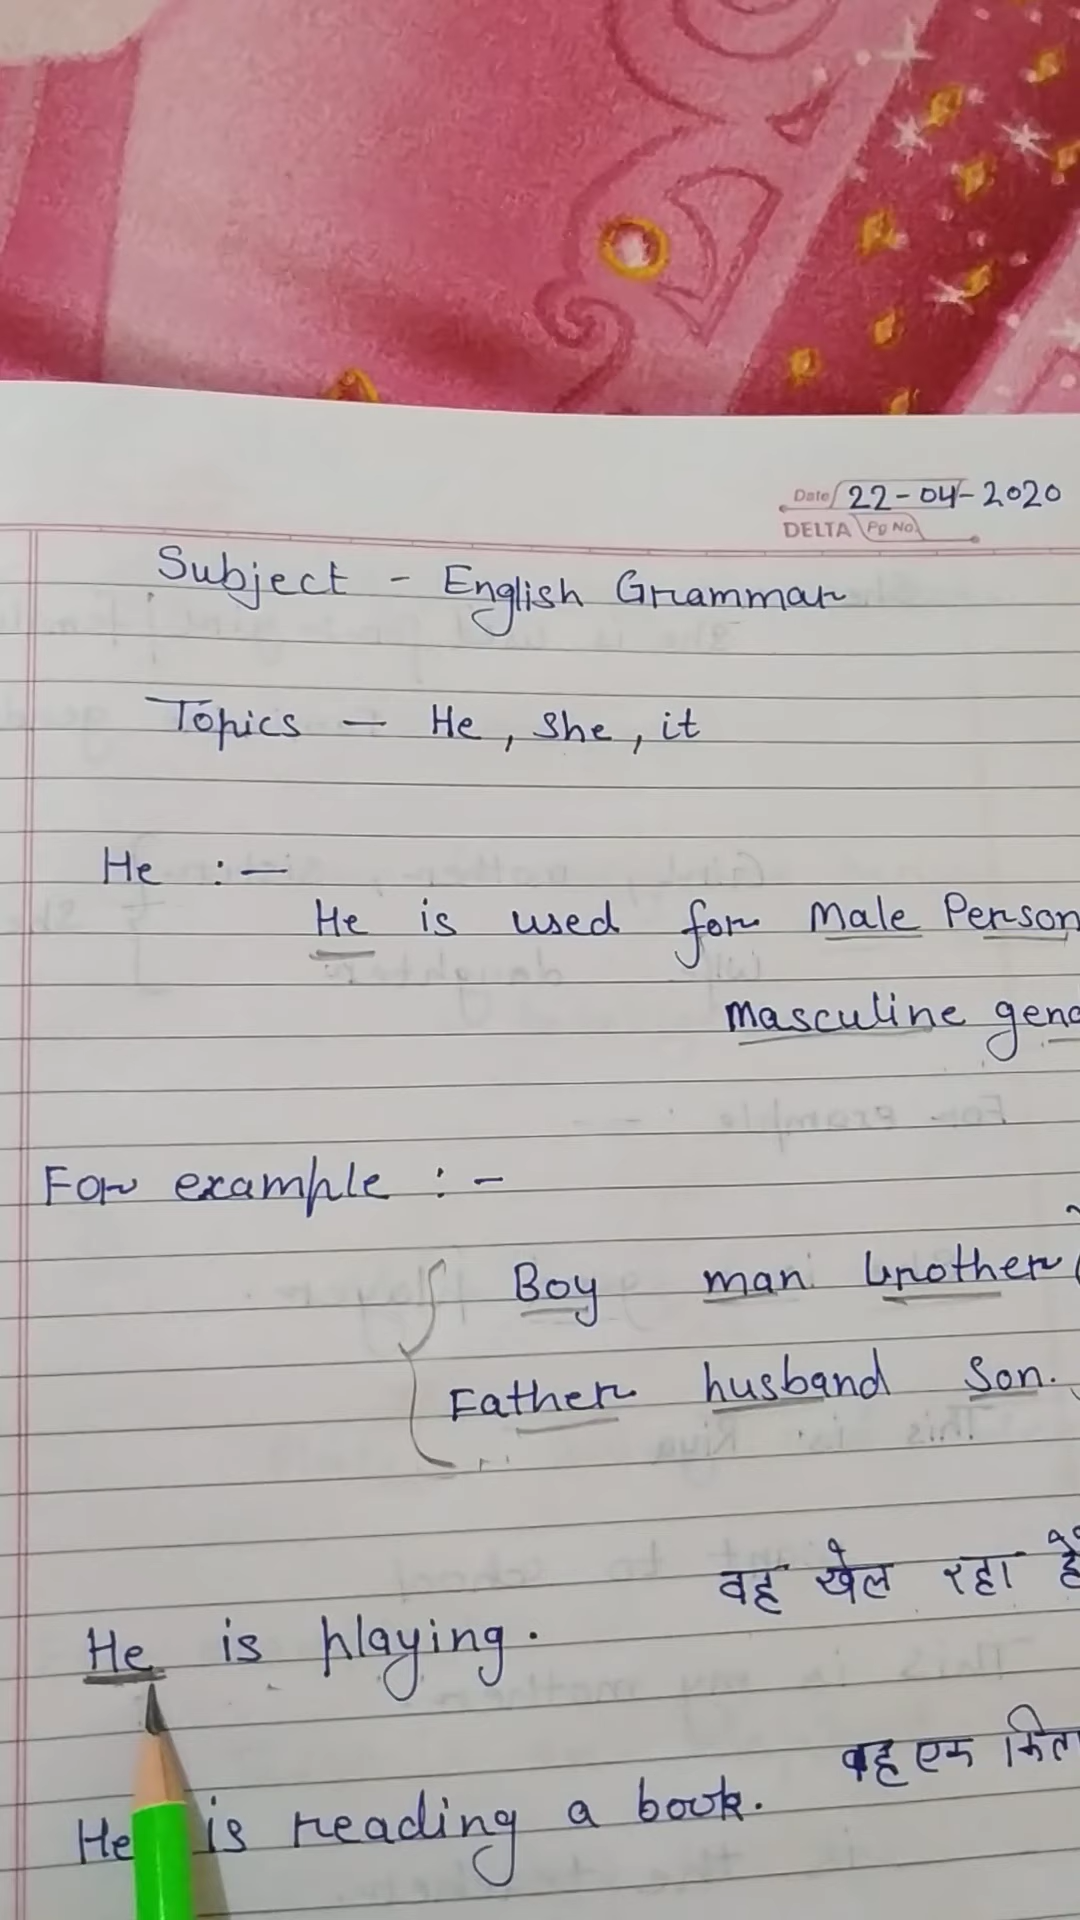 Date 22-04-2020
DELTA Pg No.
Subject - English Grammar
Topics - He, she, it
He :-
He is used for Male Person
masculine gend
For example :-
Boy man brother
Father husband son.
वह खेल रहा है
He is playing.
वह एक किता
He is reading a book.